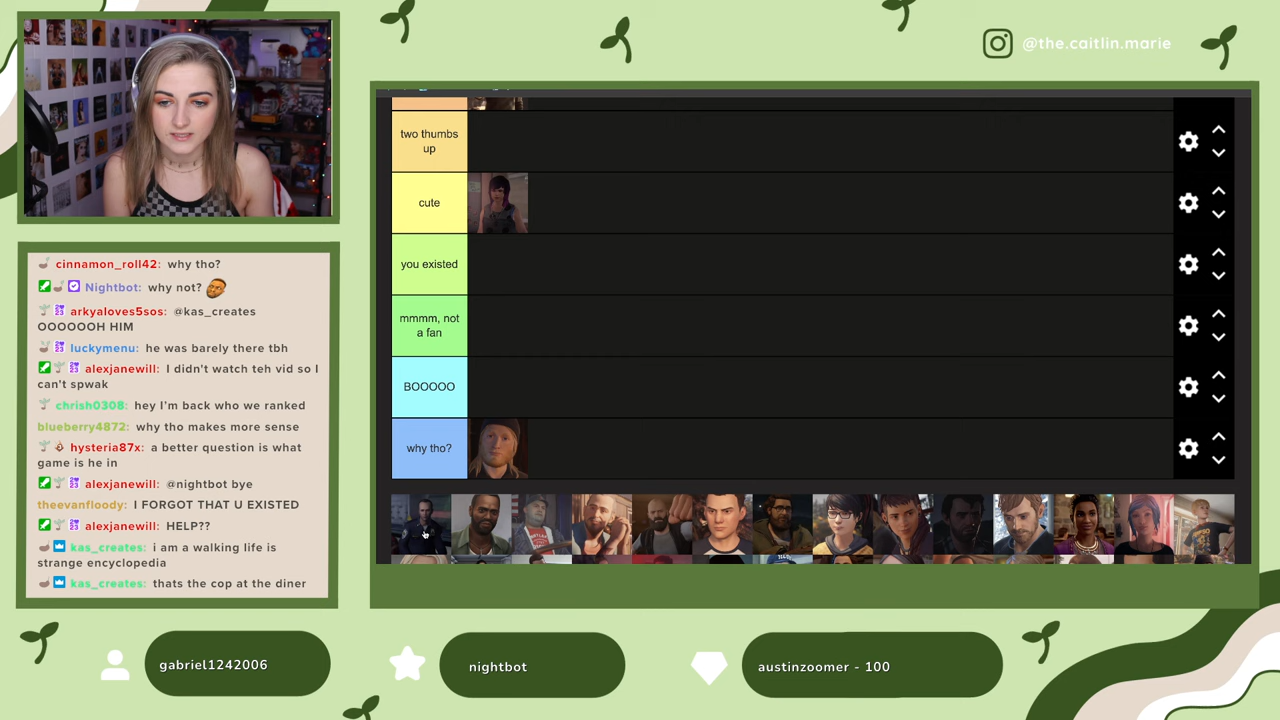 @the.caitlin.marie
cinnamon_roll42: why tho?
Nightbot: why not?
arkyaloves5sos: @kas_creates
OOOOOOH HIM
luckymenu: he was barely there tbh
alexjanewill: I didn't watch teh vid so I
can't spwak
chrish0308: hey I'm back who we ranked
blueberry4872: why tho makes more sense
hysteria87x: a better question is what
game is he in
alexjanewill: @nightbot bye
theevanfloody: I FORGOT THAT U EXISTED
alexjanewill: HELP??
kas_creates: i am a walking life is
strange encyclopedia
kas_creates: thats the cop at the diner
two thumbs
up
cute
you existed
mmmm, not
a fan
BOOOOO
why tho?
gabriel1242006
nightbot
austinzoomer - 100